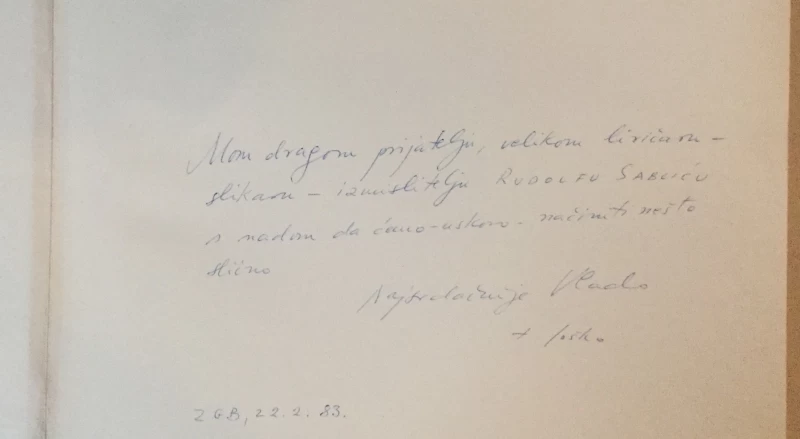 Mom dragom prijatelju, velikom liričaru -
slikaru - izmislitelju RUDOLFU SABLIĆU
s nadom da ćemo - uskoro - načiniti nešto
slično
Najsrdačnije Vlado
+ Joško
ZGB, 22.2.83.